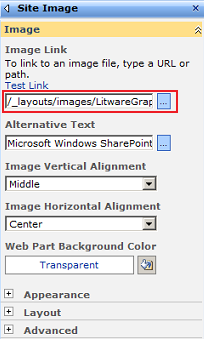 Site Image
Image
Image Link
To link to an image file, type a URL or
path.
Test Link
/_layouts/images/LitwareGrap
...
Alternative Text
Microsoft Windows SharePoint
...
Image Vertical Alignment
Middle
Image Horizontal Alignment
Center
Web Part Background Color
Transparent
Appearance
Layout
Advanced